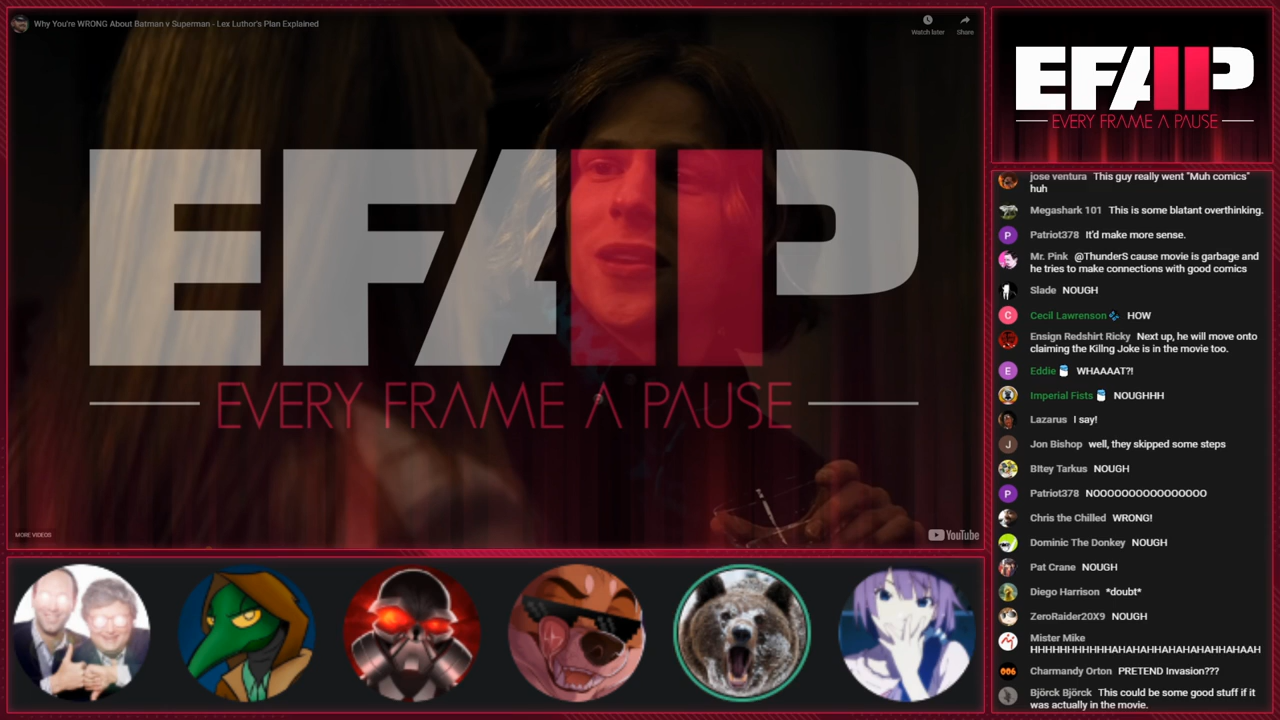 Why You're WRONG About Batman v Superman - Lex Luthor's Plan Explained
Watch later
Share
EFAP
EVERY FRAME A PAUSE
MORE VIDEOS
YouTube
EFAP
EVERY FRAME A PAUSE
jose ventura This guy really went "Muh comics"
huh
Megashark 101 This is some blatant overthinking.
P
Patriot378 It'd make more sense.
Mr. Pink @ThunderS cause movie is garbage and
he tries to make connections with good comics
Slade NOUGH
C
Cecil Lawrenson HOW
Ensign Redshirt Ricky Next up, he will move onto
claiming the Killng Joke is in the movie too.
E
Eddie WHAAAAT?!
Imperial Fists NOUGHHH
Lazarus I say!
J
Jon Bishop well, they skipped some steps
BItey Tarkus NOUGH
P
Patriot378 NOOOOOOOOOOOOOOOO
Chris the Chilled WRONG!
Dominic The Donkey NOUGH
Pat Crane NOUGH
Diego Harrison *doubt*
ZeroRaider20X9 NOUGH
Mister Mike
HHHHHHHHHHHAHAHAHHAHAHAHAHHAHAAH
006
Charmandy Orton PRETEND Invasion???
Björck Björck This could be some good stuff if it
was actually in the movie.